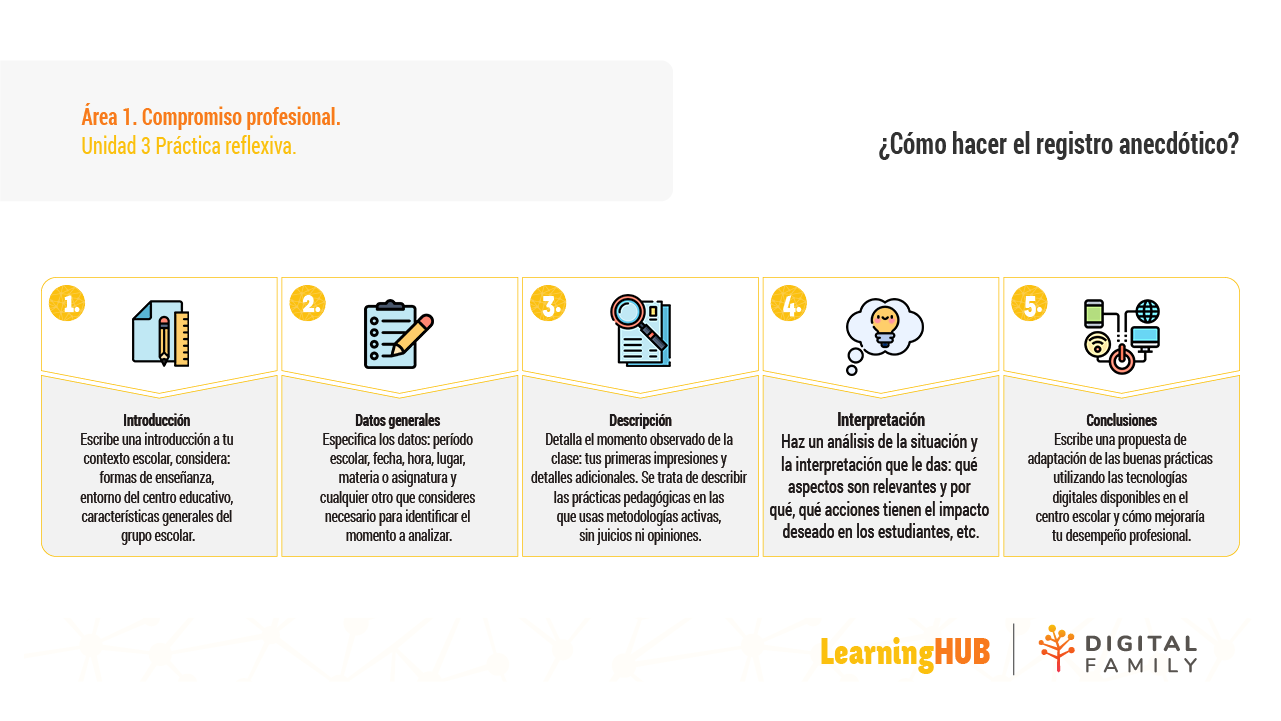 Área 1. Compromiso profesional.
Unidad 3 Práctica reflexiva.
¿Cómo hacer el registro anecdótico?
1.
Introducción
Escribe una introducción a tu
contexto escolar, considera:
formas de enseñanza,
entorno del centro educativo,
características generales del
grupo escolar.
2.
Datos generales
Especifica los datos: período
escolar, fecha, hora, lugar,
materia o asignatura y
cualquier otro que consideres
necesario para identificar el
momento a analizar.
3.
Descripción
Detalla el momento observado de la
clase: tus primeras impresiones y
detalles adicionales. Se trata de describir
las prácticas pedagógicas en las
que usas metodologías activas,
sin juicios ni opiniones.
4.
Interpretación
Haz un análisis de la situación y
la interpretación que le das: qué
aspectos son relevantes y por
qué, qué acciones tienen el impacto
deseado en los estudiantes, etc.
5.
Conclusiones
Escribe una propuesta de
adaptación de las buenas prácticas
utilizando las tecnologías
digitales disponibles en el
centro escolar y cómo mejoraría
tu desempeño profesional.
LearningHUB
DIGITAL
FAMILY